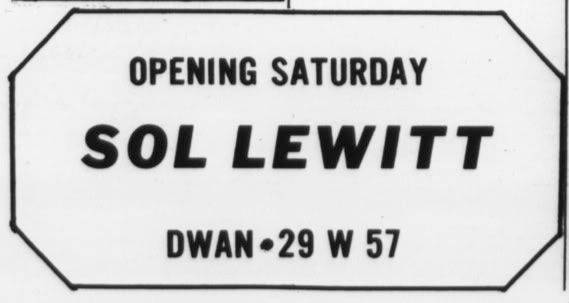 OPENING SATURDAY
SOL LEWITT
DWAN • 29 W 57